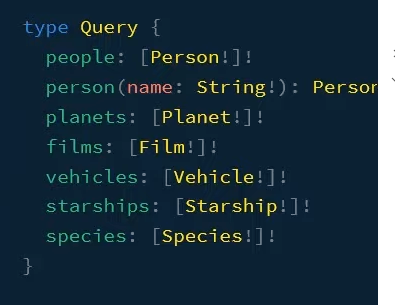 type Query {
people: [Person!]!
person(name: String!): Person
planets: [Planet!]!
films: [Film!]!
vehicles: [Vehicle!]!
starships: [Starship!]!
species: [Species!]!
}